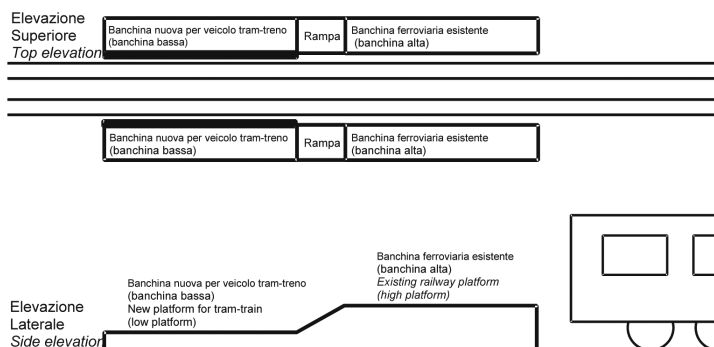 Elevazione
Superiore
Top elevation
Banchina nuova per veicolo tram-treno
(banchina bassa)
Rampa
Banchina ferroviaria esistente
(banchina alta)
Banchina nuova per veicolo tram-treno
(banchina bassa)
Rampa
Banchina ferroviaria esistente
(banchina alta)
Banchina ferroviaria esistente
(banchina alta)
Existing railway platform
(high platform)
Banchina nuova per veicolo tram-treno
(banchina bassa)
New platform for tram-train
(low platform)
Elevazione
Laterale
Side elevation